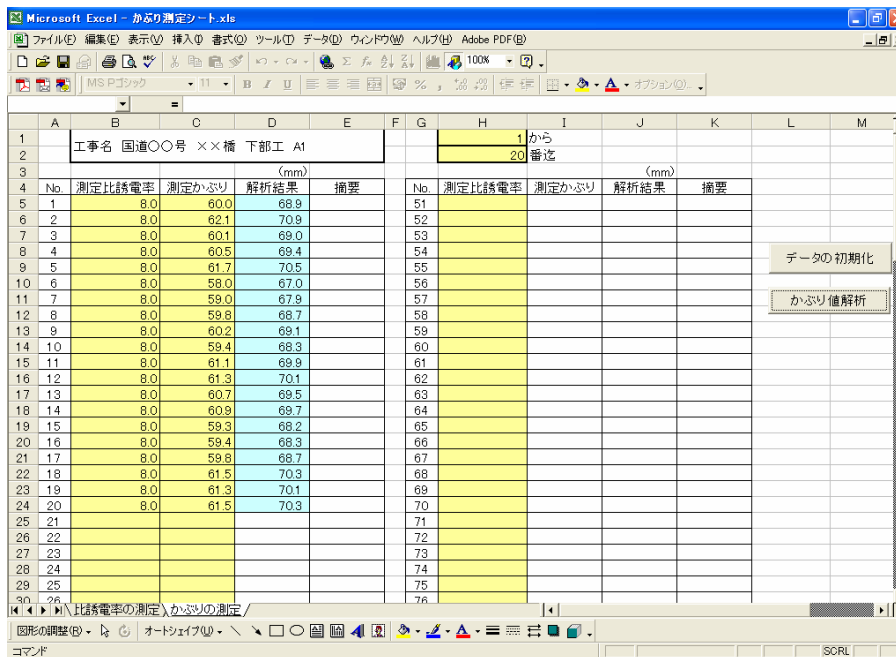 Microsoft Excel - かぶり測定シート.xls
ファイル(F) 編集(E) 表示(V) 挿入(I) 書式(O) ツール(T) データ(D) ウィンドウ(W) ヘルプ(H) Adobe PDF(B)
100%
MS Pゴシック 11 B I U % , オプション(O)...
=
A B C D E F G H I J K L M
1 工事名 国道〇〇号 ××橋 下部工 A1 1 から
2 20 番迄
3 (mm) (mm)
4 No. 測定比誘電率 測定かぶり 解析結果 摘要 No. 測定比誘電率 測定かぶり 解析結果 摘要
5 1 8.0 60.0 68.9 51
6 2 8.0 62.1 70.9 52
7 3 8.0 60.1 69.0 53
8 4 8.0 60.5 69.4 54
データの初期化
9 5 8.0 61.7 70.5 55
10 6 8.0 58.0 67.0 56
11 7 8.0 59.0 67.9 57
かぶり値解析
12 8 8.0 59.8 68.7 58
13 9 8.0 60.2 69.1 59
14 10 8.0 59.4 68.3 60
15 11 8.0 61.1 69.9 61
16 12 8.0 61.3 70.1 62
17 13 8.0 60.7 69.5 63
18 14 8.0 60.9 69.7 64
19 15 8.0 59.3 68.2 65
20 16 8.0 59.4 68.3 66
21 17 8.0 59.8 68.7 67
22 18 8.0 61.5 70.3 68
23 19 8.0 61.3 70.1 69
24 20 8.0 61.5 70.3 70
25 21 71
26 22 72
27 23 73
28 24 74
29 25 75
30 26 76
比誘電率の測定 かぶりの測定
図形の調整(R) オートシェイプ(U)
コマンド SCRL